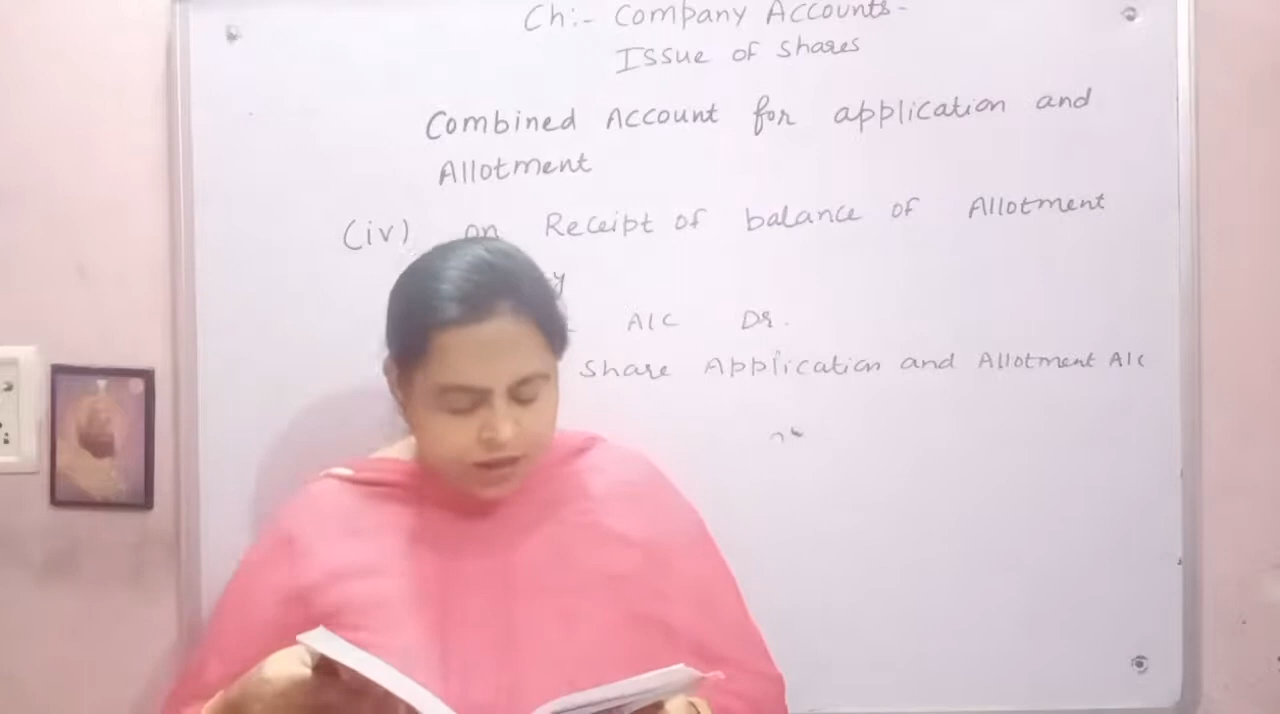 Ch:- Company Accounts-
Issue of Shares
Combined Account for application and
Allotment
(iv) on Receipt of balance of Allotment
y
A/C Dr.
Share Application and Allotment A/c